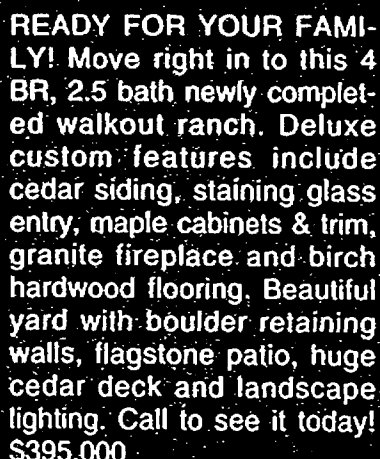 READY FOR YOUR FAMI-
LY! Move right in to this 4
BR, 2.5 bath newly complet-
ed walkout ranch. Deluxe
custom features include
cedar siding, staining glass
entry, maple cabinets & trim,
granite fireplace and birch
hardwood flooring. Beautiful
yard with boulder retaining
walls, flagstone patio, huge
cedar deck and landscape
lighting. Call to see it today!
$395,000